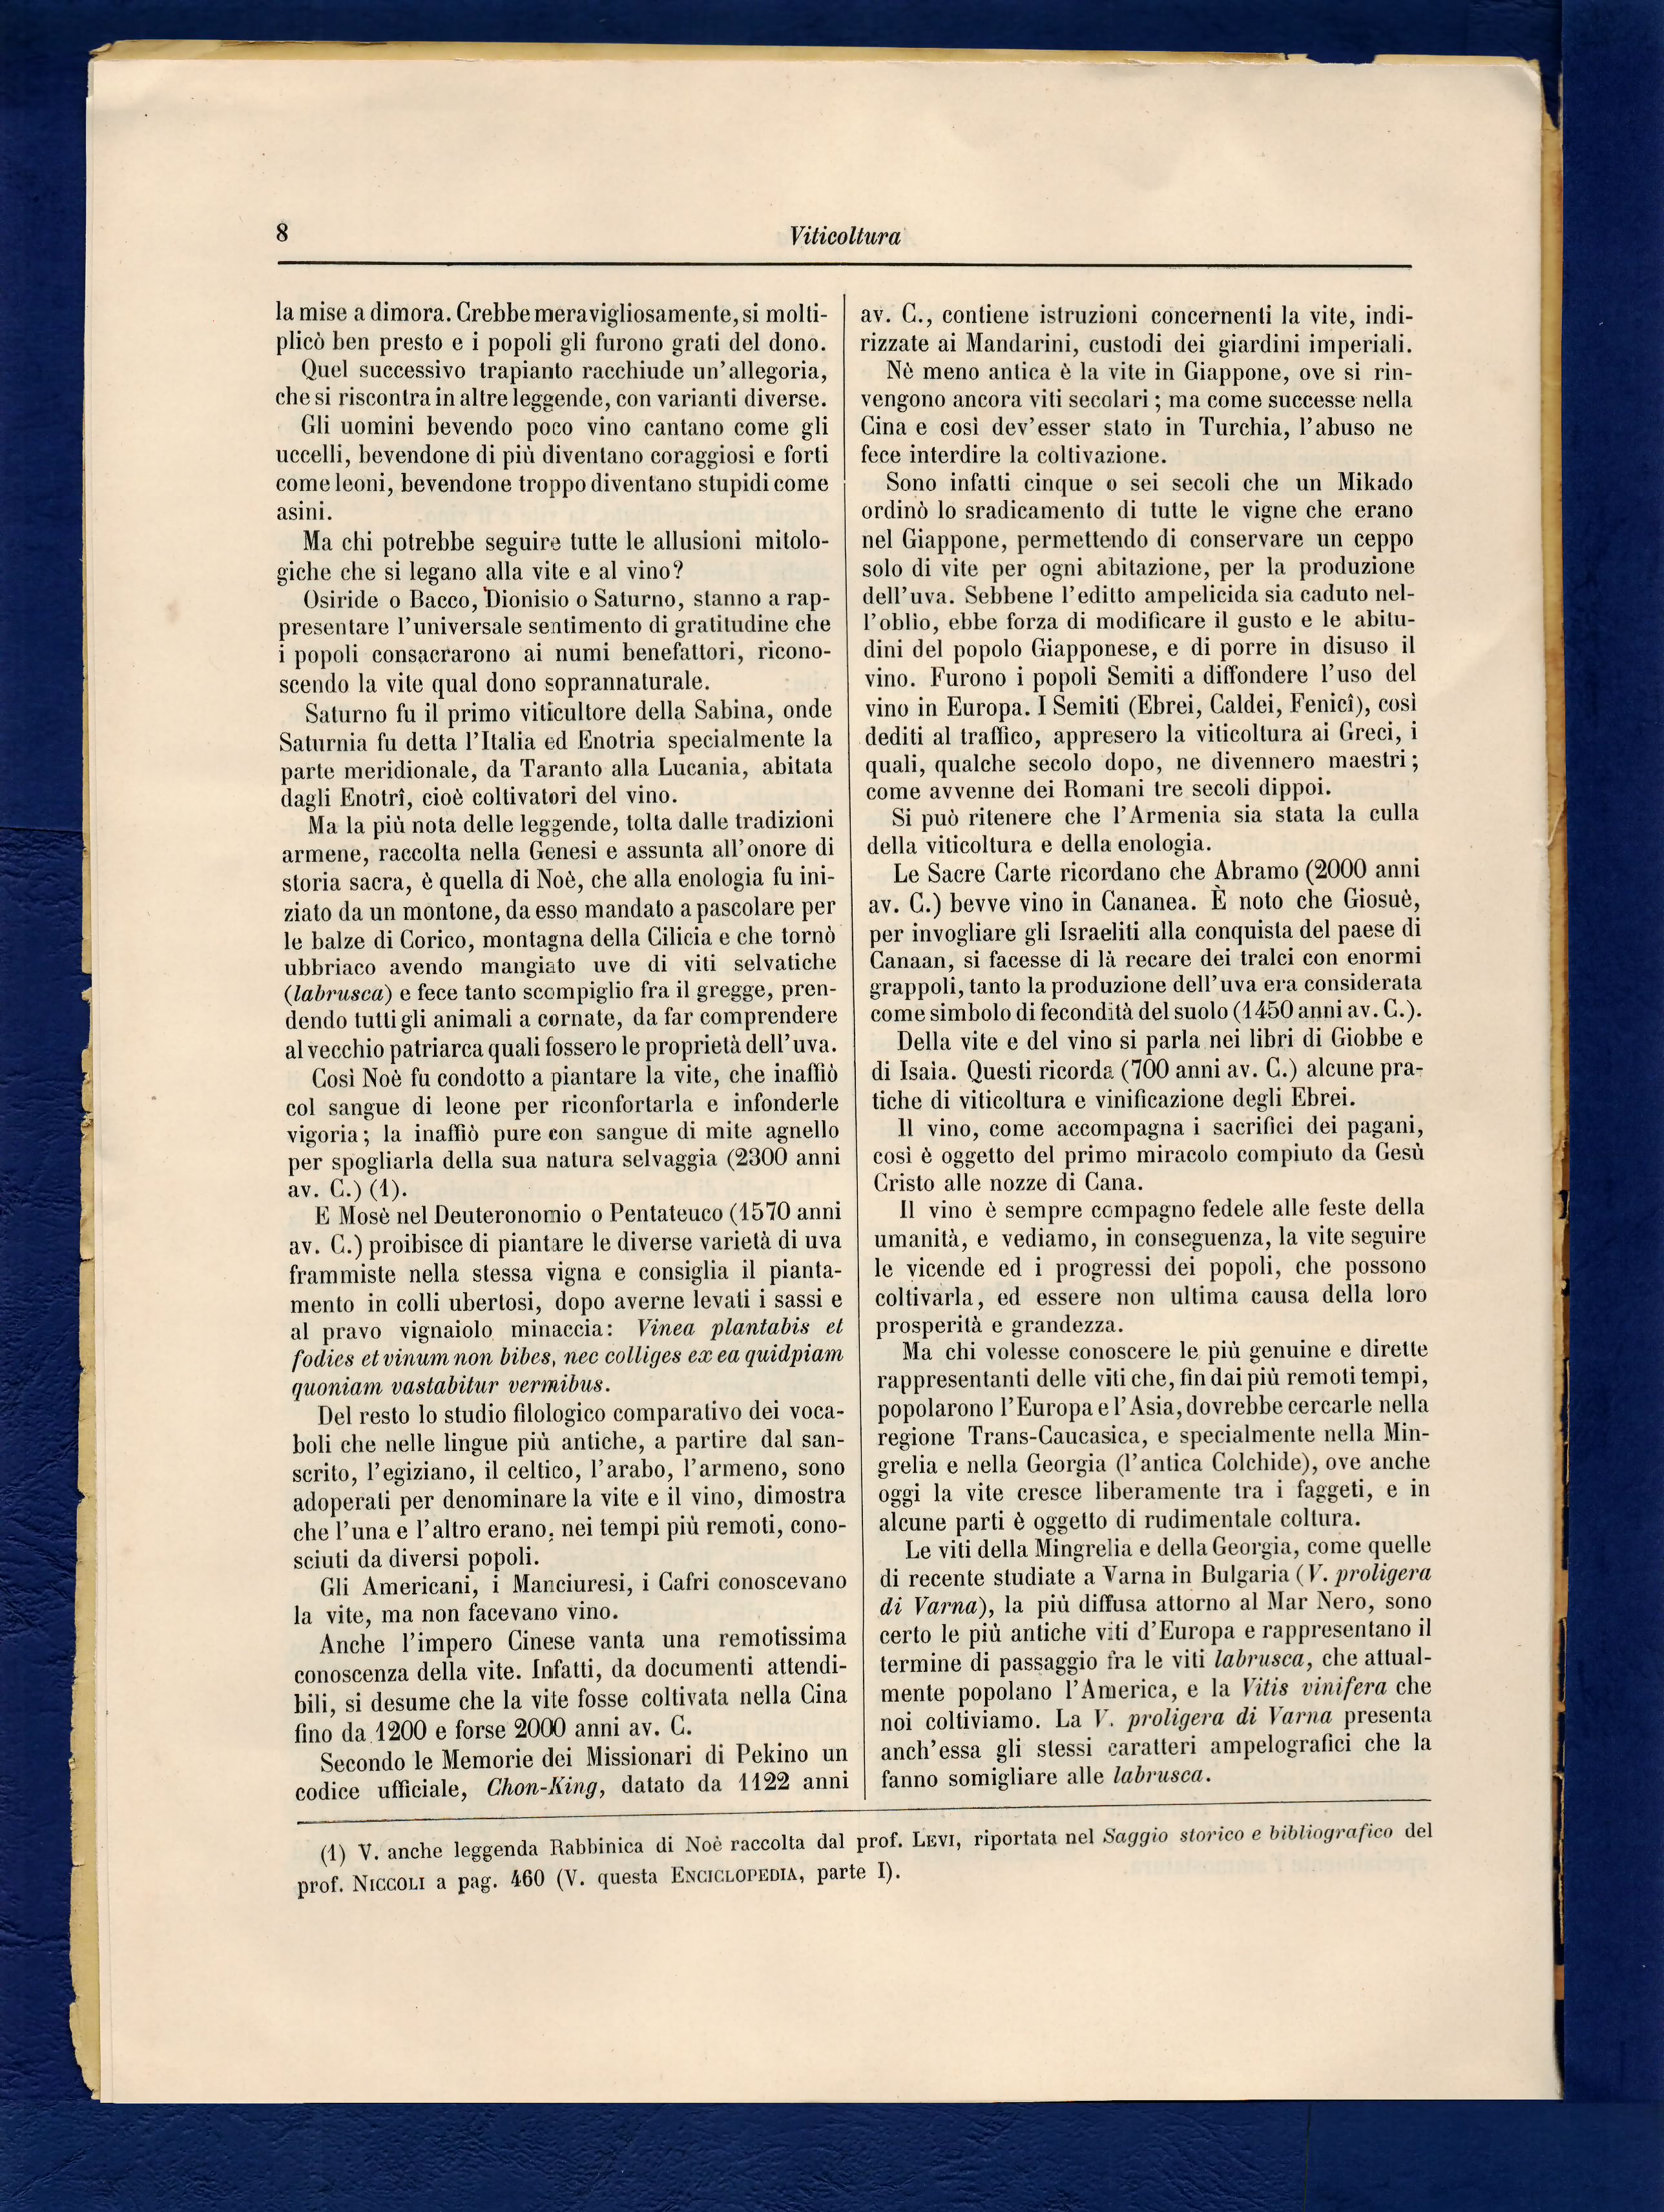 8
Viticoltura
la mise a dimora. Crebbe meravigliosamente, si molti-
plicò ben presto e i popoli gli furono grati del dono.
Quel successivo trapianto racchiude un'allegoria,
che si riscontra in altre leggende, con varianti diverse.
Gli uomini bevendo poco vino cantano come gli
uccelli, bevendone di più diventano coraggiosi e forti
come leoni, bevendone troppo diventano stupidi come
asini.
Ma chi potrebbe seguire tutte le allusioni mitolo-
giche che si legano alla vite e al vino?
Osiride o Bacco, Dionisio o Saturno, stanno a rap-
presentare l'universale sentimento di gratitudine che
i popoli consacrarono ai numi benefattori, ricono-
scendo la vite qual dono soprannaturale.
Saturno fu il primo viticultore della Sabina, onde
Saturnia fu detta l'Italia ed Enotria specialmente la
parte meridionale, da Taranto alla Lucania, abitata
dagli Enotrî, cioè coltivatori del vino.
Ma la più nota delle leggende, tolta dalle tradizioni
armene, raccolta nella Genesi e assunta all'onore di
storia sacra, è quella di Noè, che alla enologia fu ini-
ziato da un montone, da esso mandato a pascolare per
le balze di Corico, montagna della Cilicia e che tornò
ubbriaco avendo mangiato uve di viti selvatiche
(labrusca) e fece tanto scompiglio fra il gregge, pren-
dendo tutti gli animali a cornate, da far comprendere
al vecchio patriarca quali fossero le proprietà dell'uva.
Così Noè fu condotto a piantare la vite, che inaffiò
col sangue di leone per riconfortarla e infonderle
vigoria; la inaffiò pure con sangue di mite agnello
per spogliarla della sua natura selvaggia (2300 anni
av. C.) (1).
E Mosè nel Deuteronomio o Pentateuco (1570 anni
av. C.) proibisce di piantare le diverse varietà di uva
frammiste nella stessa vigna e consiglia il pianta-
mento in colli ubertosi, dopo averne levati i sassi e
al pravo vignaiolo minaccia: Vinea plantabis et
fodies et vinum non bibes, nec colliges ex ea quidpiam
quoniam vastabitur vermibus.
Del resto lo studio filologico comparativo dei voca-
boli che nelle lingue più antiche, a partire dal san-
scrito, l'egiziano, il celtico, l'arabo, l'armeno, sono
adoperati per denominare la vite e il vino, dimostra
che l'una e l'altro erano, nei tempi più remoti, cono-
sciuti da diversi popoli.
Gli Americani, i Manciuresi, i Cafri conoscevano
la vite, ma non facevano vino.
Anche l'impero Cinese vanta una remotissima
conoscenza della vite. Infatti, da documenti attendi-
bili, si desume che la vite fosse coltivata nella Cina
fino da 1200 e forse 2000 anni av. C.
Secondo le Memorie dei Missionari di Pekino un
codice ufficiale, Chon-King, datato da 1122 anni
av. C., contiene istruzioni concernenti la vite, indi-
rizzate ai Mandarini, custodi dei giardini imperiali.
Nè meno antica è la vite in Giappone, ove si rin-
vengono ancora viti secolari; ma come successe nella
Cina e così dev'esser stato in Turchia, l'abuso ne
fece interdire la coltivazione.
Sono infatti cinque o sei secoli che un Mikado
ordinò lo sradicamento di tutte le vigne che erano
nel Giappone, permettendo di conservare un ceppo
solo di vite per ogni abitazione, per la produzione
dell'uva. Sebbene l'editto ampelicida sia caduto nel-
l'oblìo, ebbe forza di modificare il gusto e le abitu-
dini del popolo Giapponese, e di porre in disuso il
vino. Furono i popoli Semiti a diffondere l'uso del
vino in Europa. I Semiti (Ebrei, Caldei, Fenicî), così
dediti al traffico, appresero la viticoltura ai Greci, i
quali, qualche secolo dopo, ne divennero maestri;
come avvenne dei Romani tre secoli dippoi.
Si può ritenere che l'Armenia sia stata la culla
della viticoltura e della enologia.
Le Sacre Carte ricordano che Abramo (2000 anni
av. C.) bevve vino in Cananea. È noto che Giosuè,
per invogliare gli Israeliti alla conquista del paese di
Canaan, si facesse di là recare dei tralci con enormi
grappoli, tanto la produzione dell'uva era considerata
come simbolo di fecondità del suolo (1450 anni av. C.).
Della vite e del vino si parla nei libri di Giobbe e
di Isaia. Questi ricorda (700 anni av. C.) alcune pra-
tiche di viticoltura e vinificazione degli Ebrei.
Il vino, come accompagna i sacrifici dei pagani,
così è oggetto del primo miracolo compiuto da Gesù
Cristo alle nozze di Cana.
Il vino è sempre compagno fedele alle feste della
umanità, e vediamo, in conseguenza, la vite seguire
le vicende ed i progressi dei popoli, che possono
coltivarla, ed essere non ultima causa della loro
prosperità e grandezza.
Ma chi volesse conoscere le più genuine e dirette
rappresentanti delle viti che, fin dai più remoti tempi,
popolarono l'Europa e l'Asia, dovrebbe cercarle nella
regione Trans-Caucasica, e specialmente nella Min-
grelia e nella Georgia (l'antica Colchide), ove anche
oggi la vite cresce liberamente tra i faggeti, e in
alcune parti è oggetto di rudimentale coltura.
Le viti della Mingrelia e della Georgia, come quelle
di recente studiate a Varna in Bulgaria (V. proligera
di Varna), la più diffusa attorno al Mar Nero, sono
certo le più antiche viti d'Europa e rappresentano il
termine di passaggio fra le viti labrusca, che attual-
mente popolano l'America, e la Vitis vinifera che
noi coltiviamo. La V. proligera di Varna presenta
anch'essa gli stessi caratteri ampelografici che la
fanno somigliare alle labrusca.
(1) V. anche leggenda Rabbinica di Noè raccolta dal prof. LEVI, riportata nel Saggio storico e bibliografico del
prof. NICCOLI a pag. 460 (V. questa ENCICLOPEDIA, parte I).